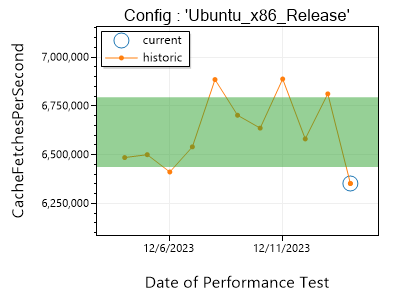 Config : 'Ubuntu_x86_Release'
current
historic
CacheFetchesPerSecond
7,000,000
6,750,000
6,500,000
6,250,000
12/6/2023
12/11/2023
Date of Performance Test